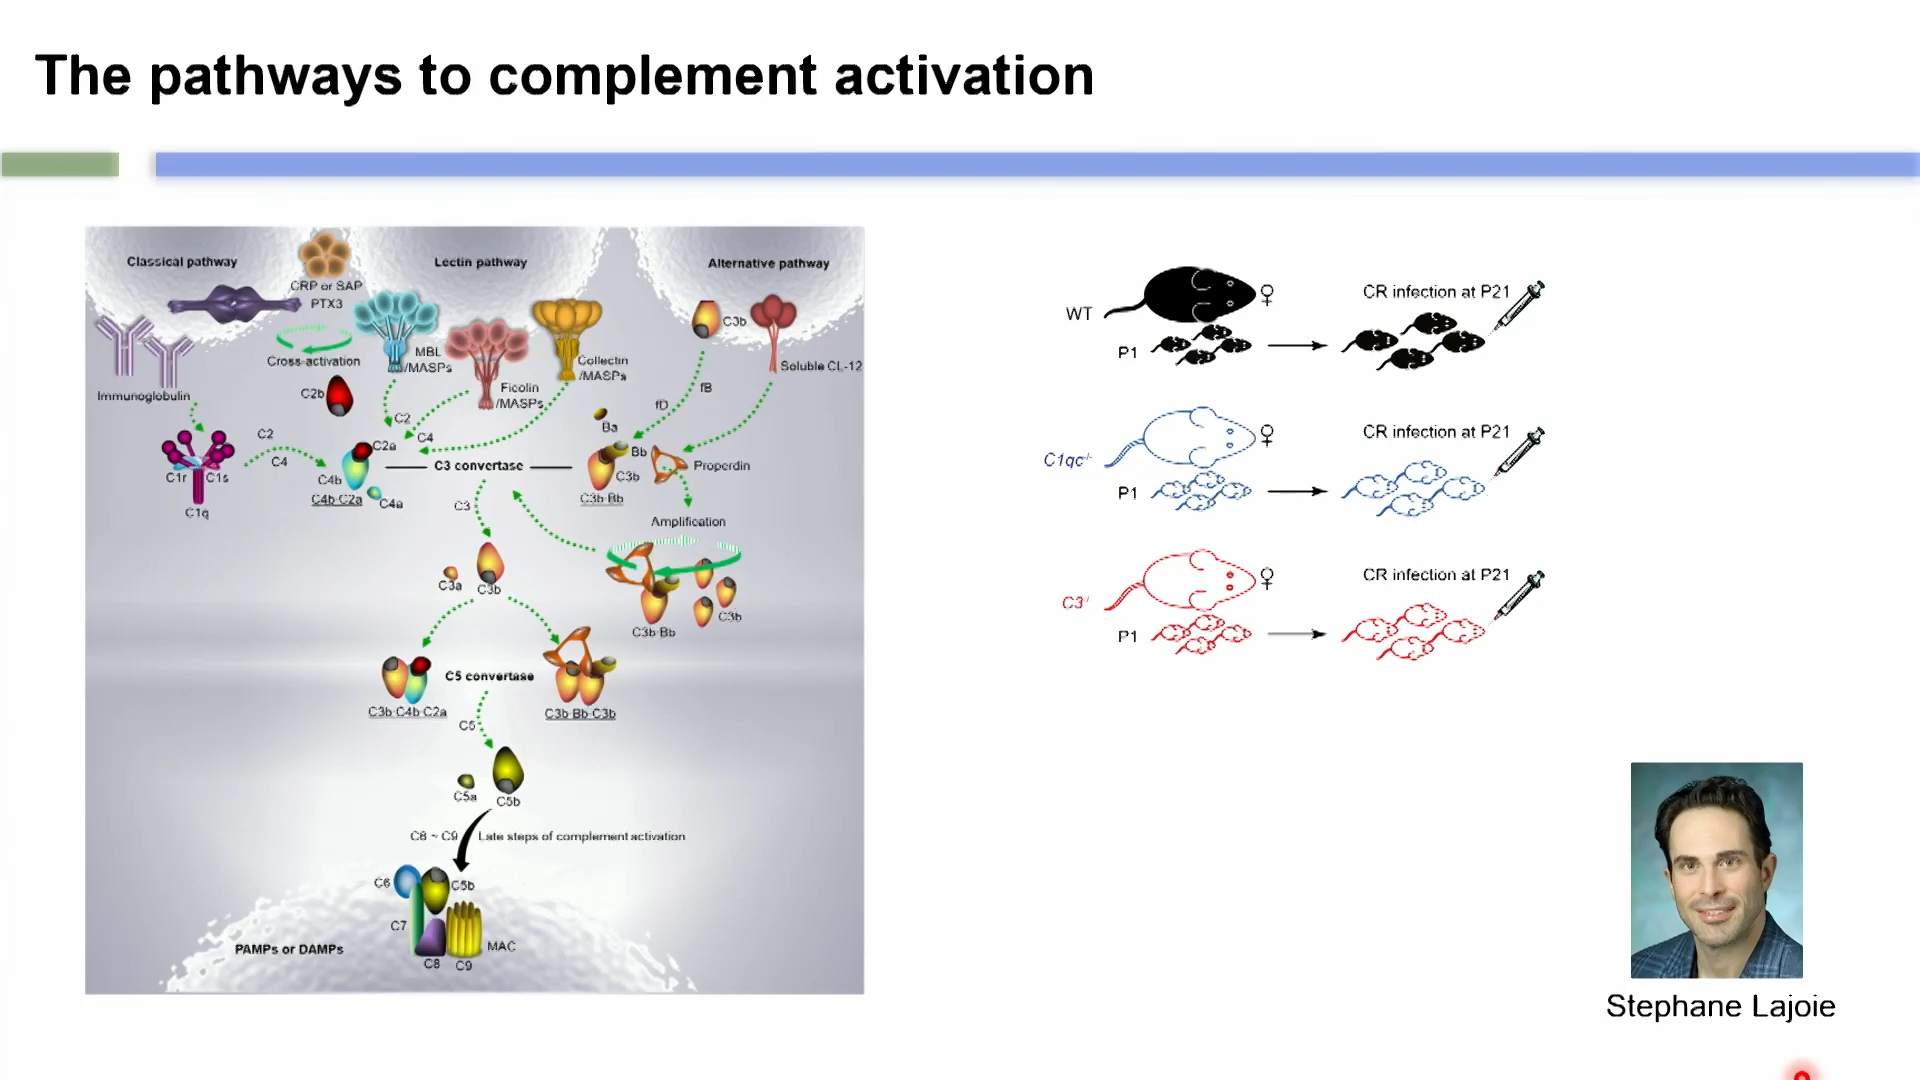 The pathways to complement activation
Classical pathway
CRP or SAP
PTX3
Lectin pathway
Alternative pathway
Cross-activation
Immunoglobulin
C2b
MBL
/MASPs
Ficolin
/MASPs
Collectin
/MASPs
C3b
Soluble CL-12
fB
fD
Ba
C2
C4
C2
C4
C1r
C1s
C1q
C2a
C4b
C4b·C2a
C4a
C3 convertase
Bb
C3b
C3b·Bb
Properdin
C3
Amplification
C3a
C3b
C3b·Bb
C3b
C5 convertase
C3b·C4b·C2a
C3b·Bb·C3b
C5
C5a
C5b
C6 ~ C9
Late steps of complement activation
C6
C5b
C7
C8
C9
MAC
PAMPs or DAMPs
WT
♀
P1
CR infection at P21
C1qc-/-
♀
P1
CR infection at P21
♀
P1
CR infection at P21
Stephane Lajoie